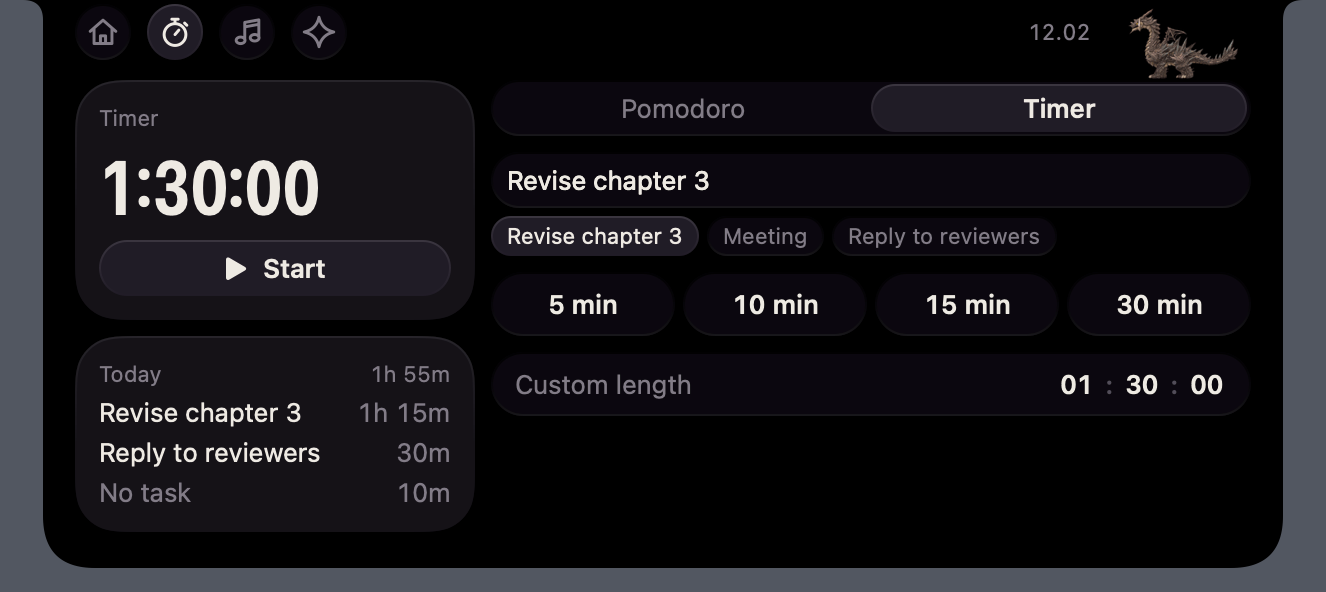 12.02
Timer
1:30:00
Start
Today 1h 55m
Revise chapter 3 1h 15m
Reply to reviewers 30m
No task 10m
Pomodoro Timer
Revise chapter 3
Revise chapter 3 Meeting Reply to reviewers
5 min 10 min 15 min 30 min
Custom length 01 : 30 : 00